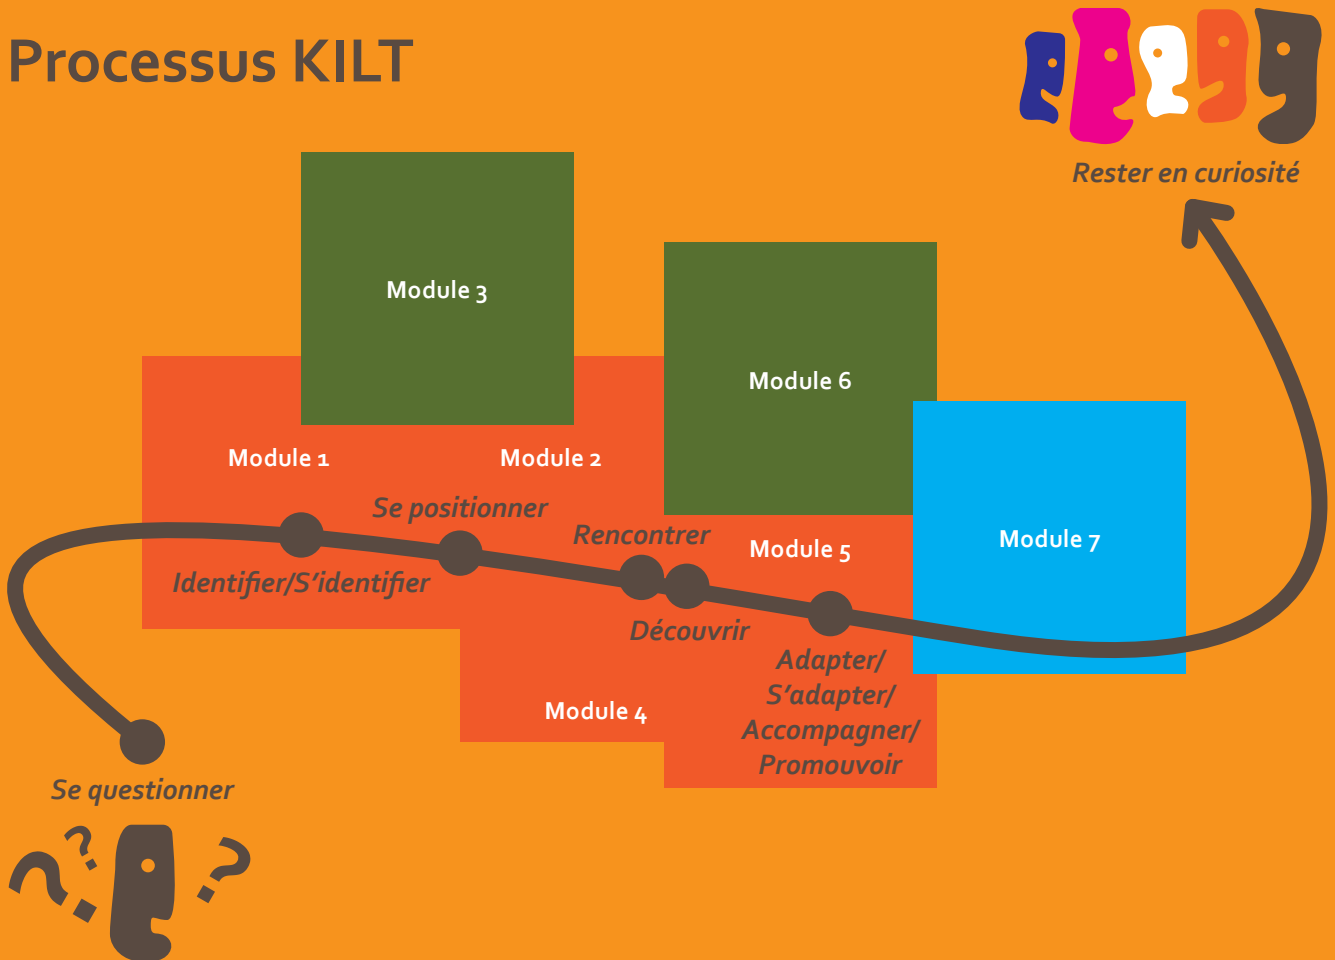 Processus KILT
Rester en curiosité
Module 3
Module 6
Module 1
Module 2
Se positionner
Rencontrer
Module 5
Module 7
Identifier/S’identifier
Découvrir
Adapter/
S’adapter/
Accompagner/
Promouvoir
Module 4
Se questionner
? ? ?